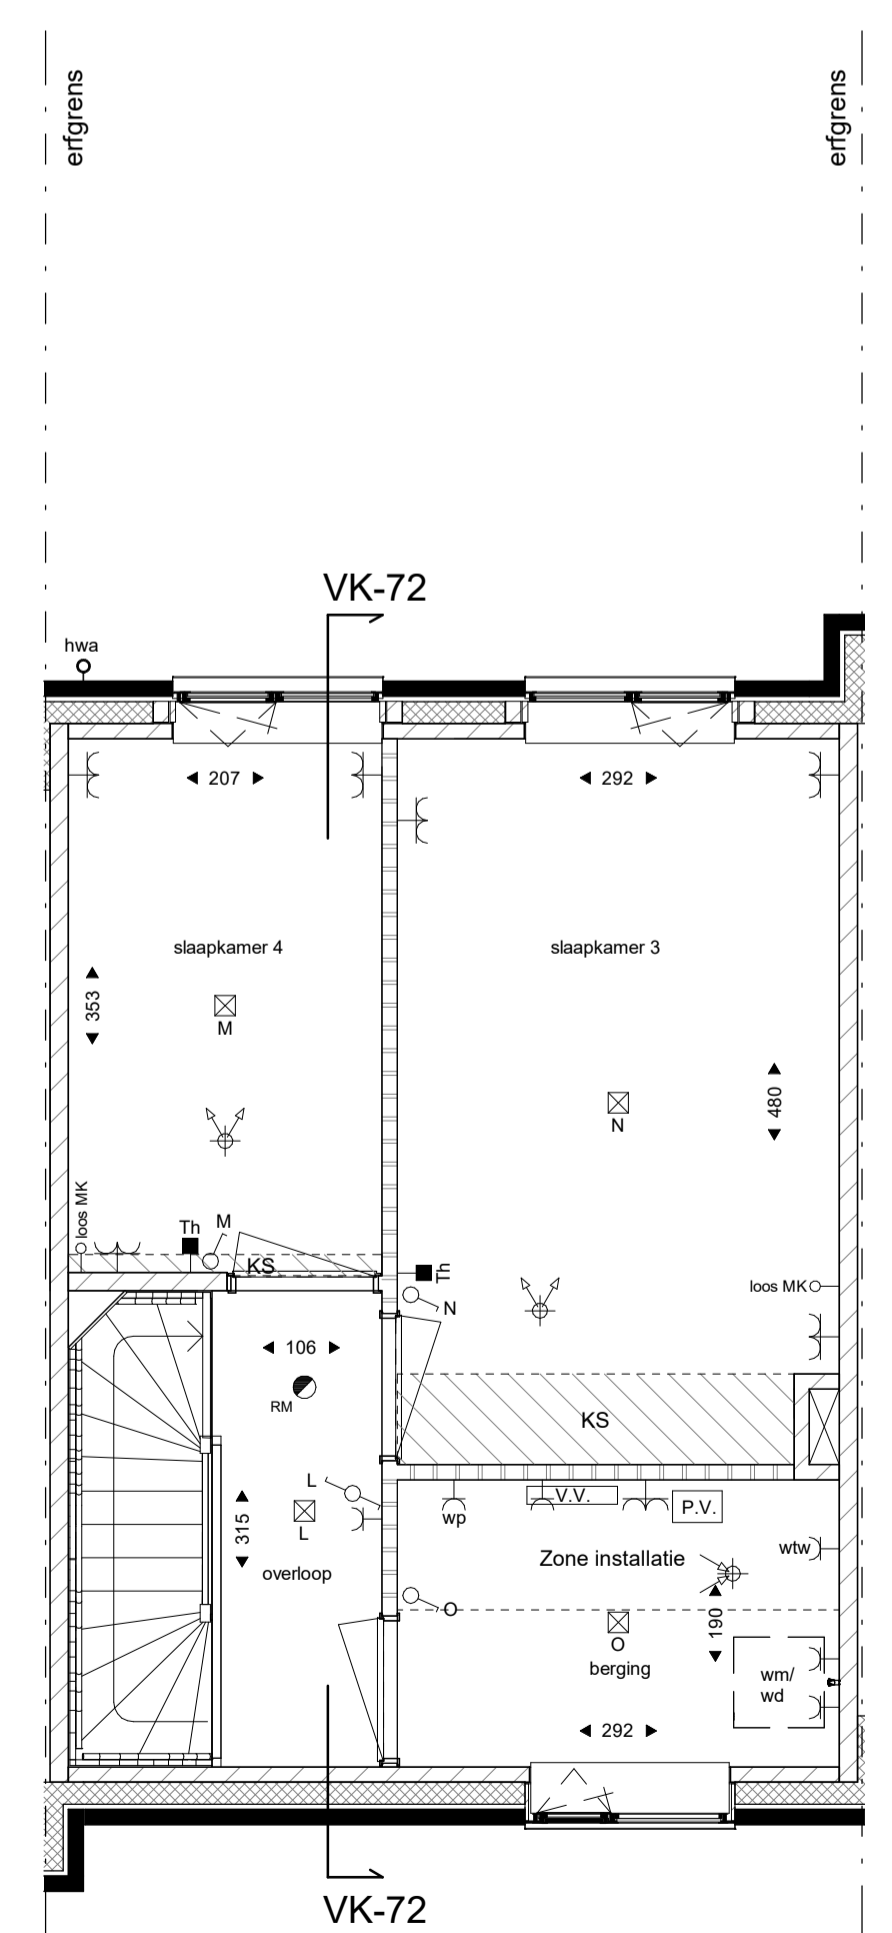 erfgrens
erfgrens
VK-72
hwa
207
292
slaapkamer 4
slaapkamer 3
353
M
480
N
loos MK
Th
M
KS
Th
N
loos MK
106
RM
KS
L
L
315
overloop
wp
V.V.
P.V.
wtw
Zone installatie
O
190
O
berging
wm/
wd
292
VK-72